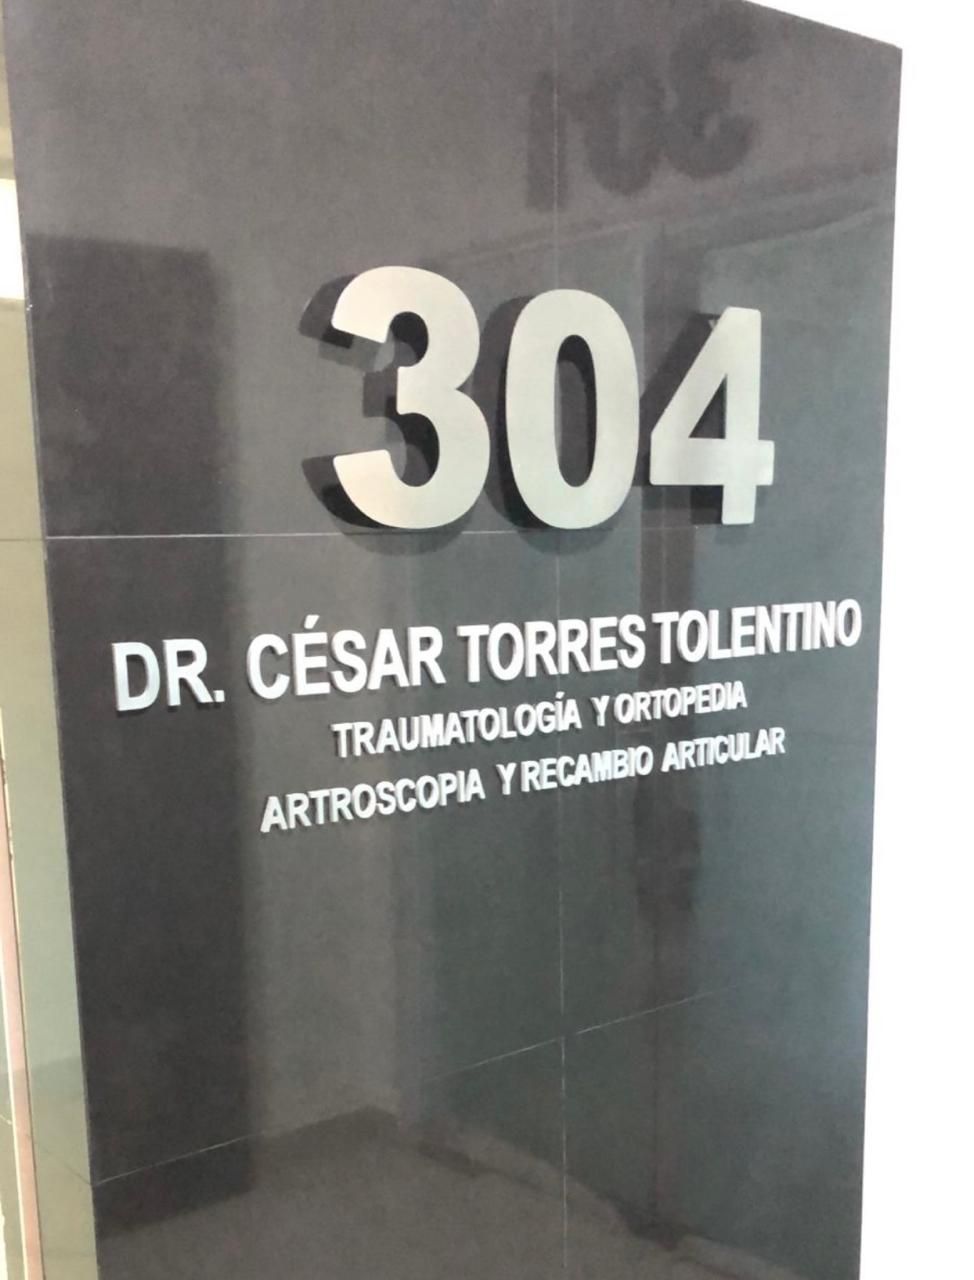 304
DR. CÉSAR TORRES TOLENTINO
TRAUMATOLOGÍA Y ORTOPEDIA
ARTROSCOPIA Y RECAMBIO ARTICULAR